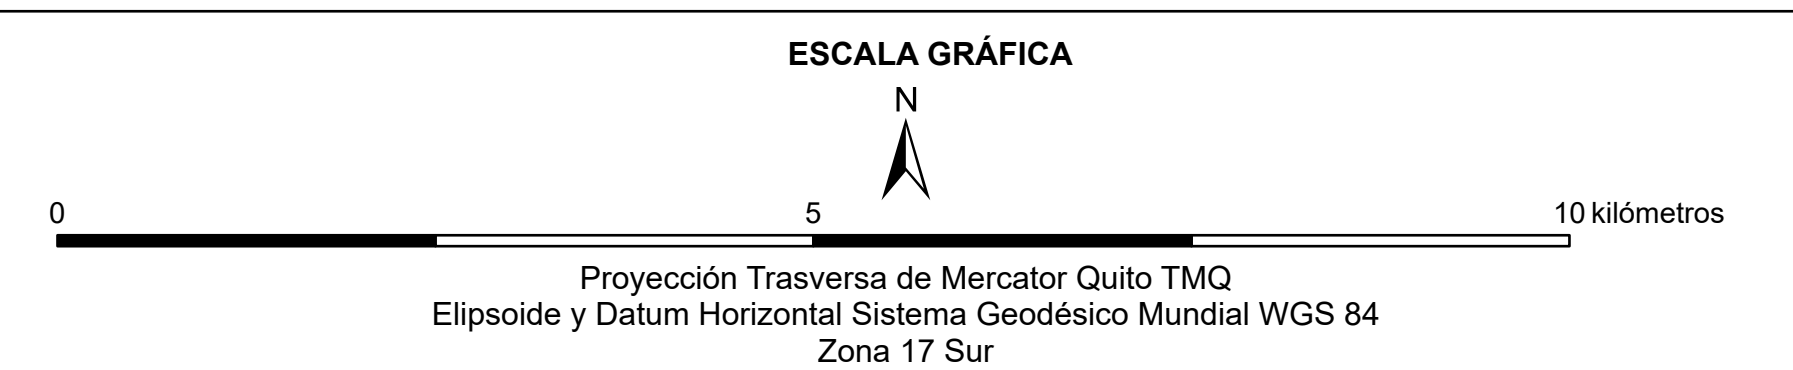 ESCALA GRÁFICA
N
0 5 10 kilómetros
Proyección Trasversa de Mercator Quito TMQ
Elipsoide y Datum Horizontal Sistema Geodésico Mundial WGS 84
Zona 17 Sur